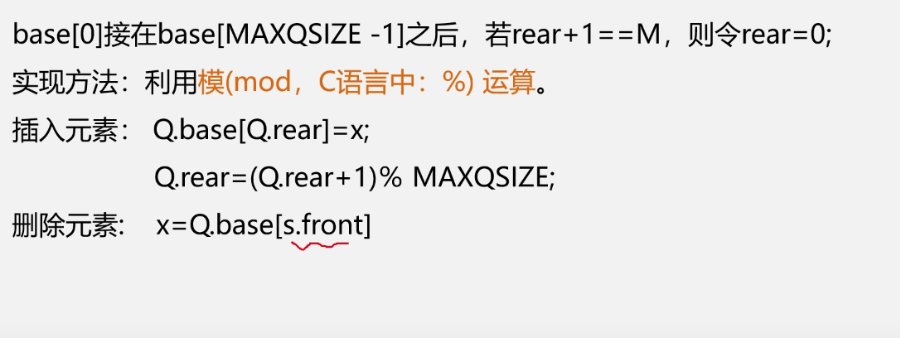 base[0]接在base[MAXQSIZE -1]之后，若rear+1==M，则令rear=0;
实现方法：利用模(mod，C语言中：%) 运算。
插入元素： Q.base[Q.rear]=x;
Q.rear=(Q.rear+1)% MAXQSIZE;
删除元素: x=Q.base[s.front]